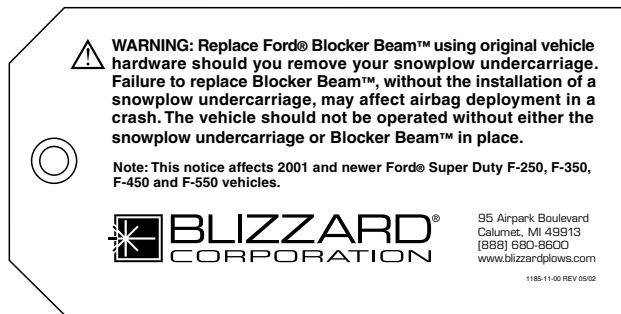 WARNING: Replace Ford® Blocker Beam™ using original vehicle
hardware should you remove your snowplow undercarriage.
Failure to replace Blocker Beam™, without the installation of a
snowplow undercarriage, may affect airbag deployment in a
crash. The vehicle should not be operated without either the
snowplow undercarriage or Blocker Beam™ in place.
Note: This notice affects 2001 and newer Ford® Super Duty F-250, F-350,
F-450 and F-550 vehicles.
BLIZZARD®
CORPORATION
95 Airpark Boulevard
Calumet, MI 49913
[888] 680-8600
www.blizzardplows.com
1185-11-00 REV 05/02